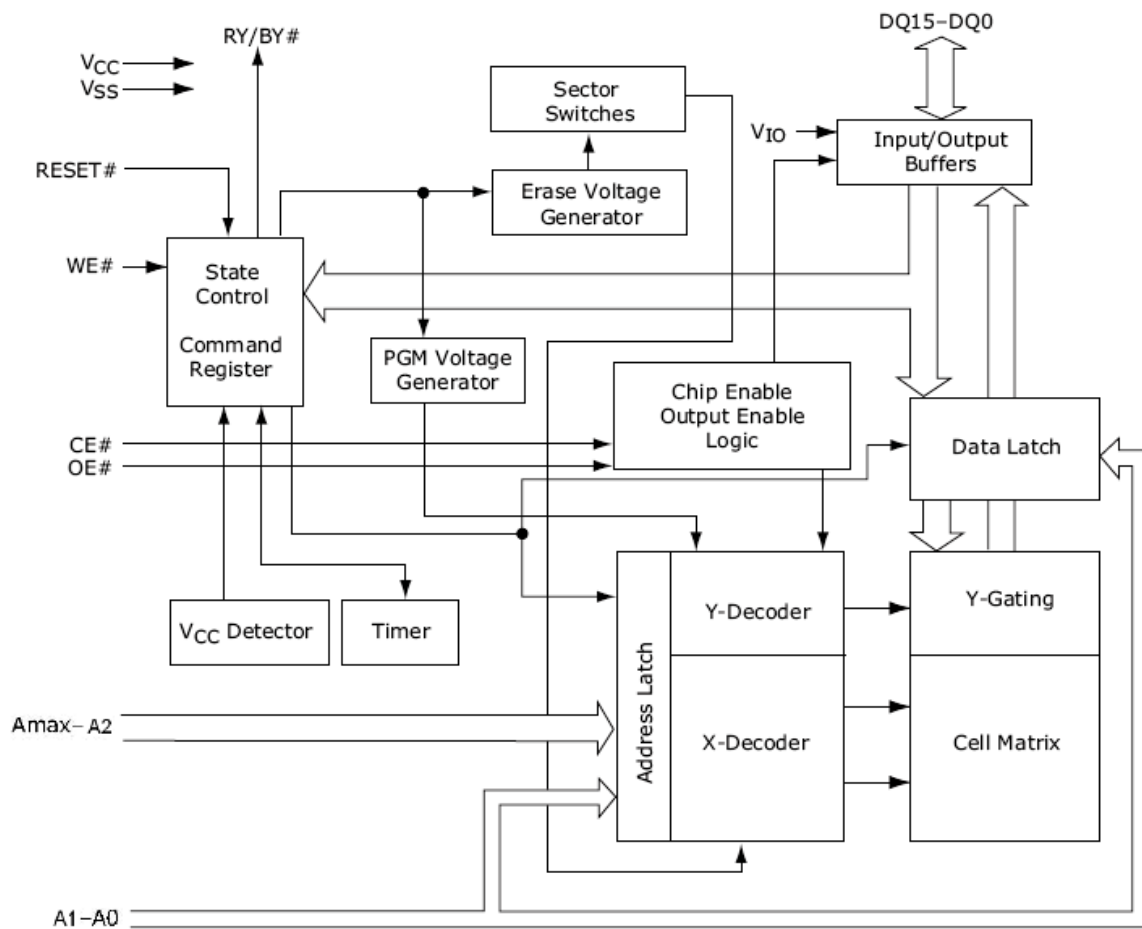 DQ15–DQ0
RY/BY#
VCC
VSS
Sector
Switches
VIO
Input/Output
Buffers
RESET#
Erase Voltage
Generator
WE#
State
Control
Command
Register
PGM Voltage
Generator
Chip Enable
Output Enable
Logic
CE#
OE#
Data Latch
VCC Detector
Timer
Address Latch
Y-Decoder
Y-Gating
Amax–A2
X-Decoder
Cell Matrix
A1–A0